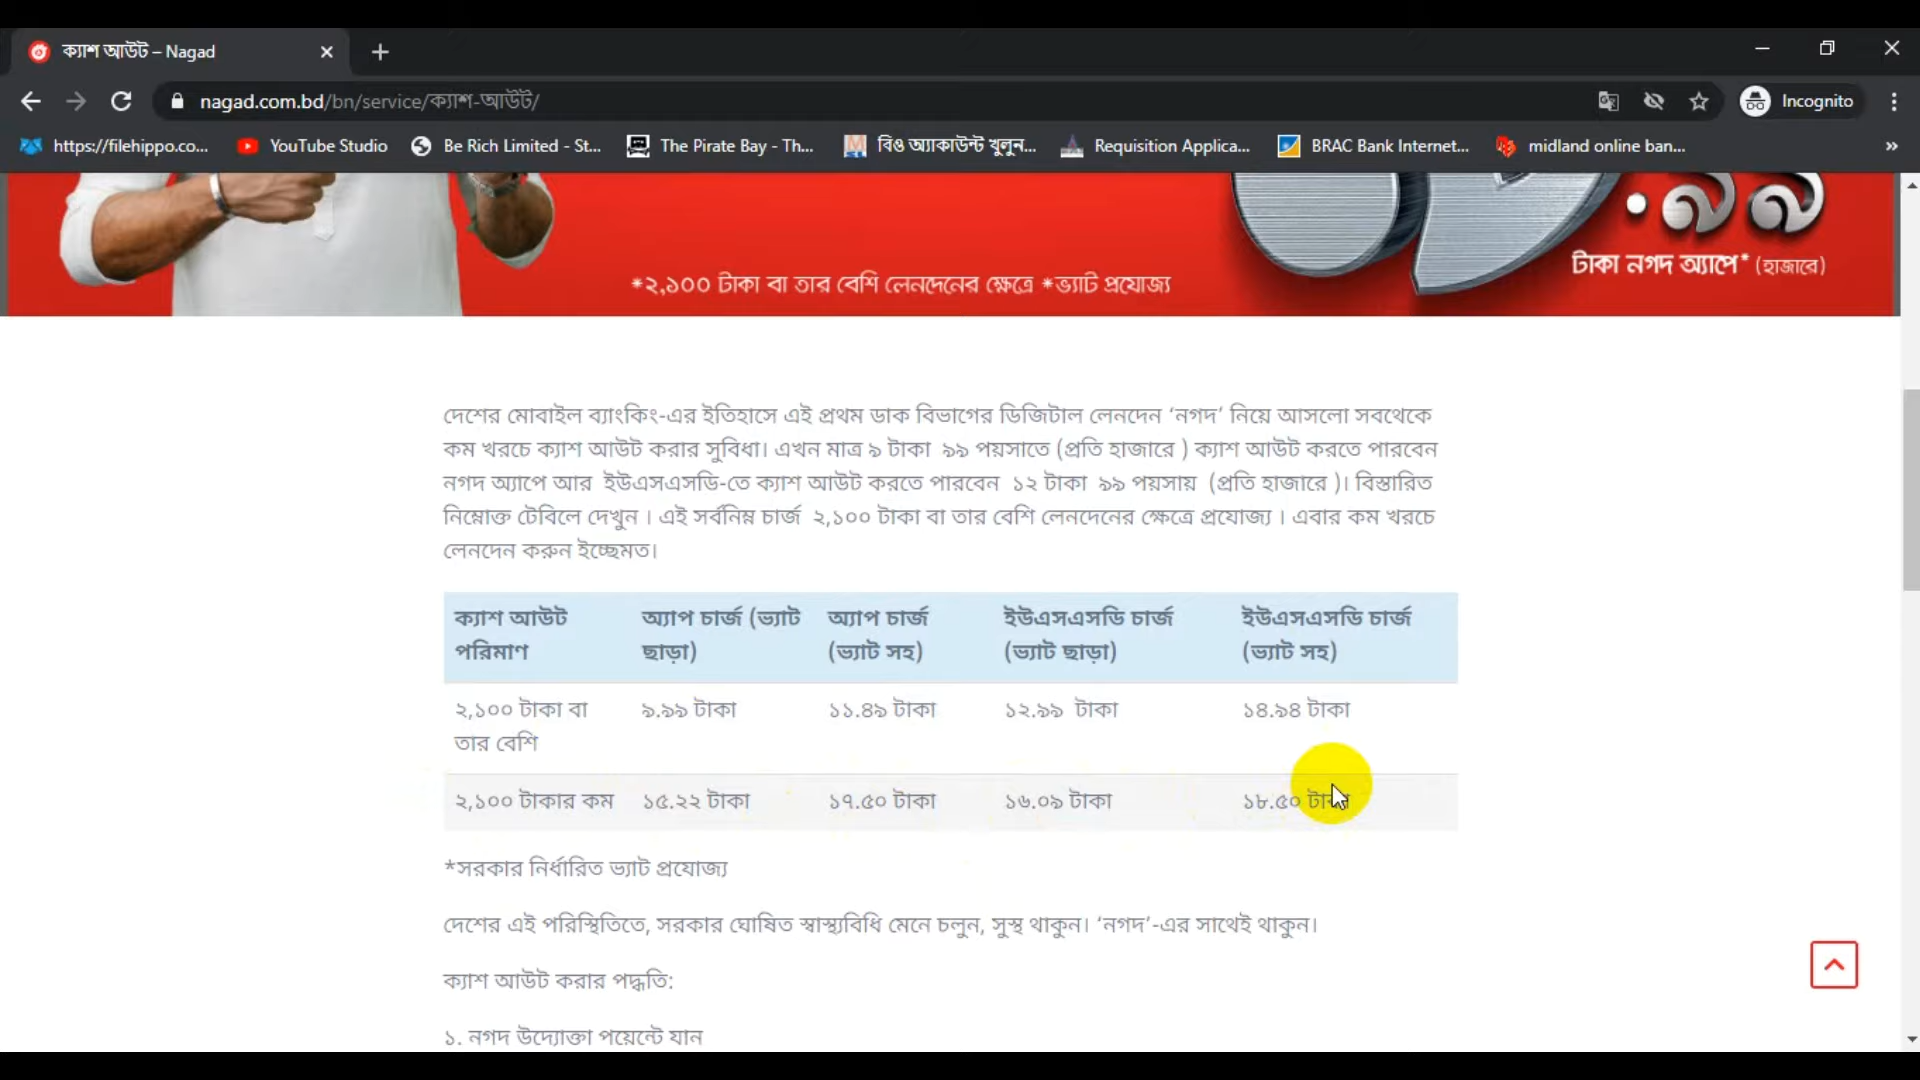 ক্যাশ আউট – Nagad
nagad.com.bd/bn/service/ক্যাশ-আউট/
Incognito
https://filehippo.co...
YouTube Studio
Be Rich Limited - St...
The Pirate Bay - Th...
বিও অ্যাকাউন্ট খুলুন...
Requisition Applica...
BRAC Bank Internet...
midland online ban...
»
.৯৯
টাকা নগদ অ্যাপে* (হাজারে)
*২,১০০ টাকা বা তার বেশি লেনদেনের ক্ষেত্রে *ভ্যাট প্রযোজ্য
দেশের মোবাইল ব্যাংকিং-এর ইতিহাসে এই প্রথম ডাক বিভাগের ডিজিটাল লেনদেন ‘নগদ’ নিয়ে আসলো সবথেকে
কম খরচে ক্যাশ আউট করার সুবিধা। এখন মাত্র ৯ টাকা ৯৯ পয়সাতে (প্রতি হাজারে ) ক্যাশ আউট করতে পারবেন
নগদ অ্যাপে আর ইউএসএসডি-তে ক্যাশ আউট করতে পারবেন ১২ টাকা ৯৯ পয়সায় (প্রতি হাজারে )। বিস্তারিত
নিম্নোক্ত টেবিলে দেখুন । এই সর্বনিম্ন চার্জ ২,১০০ টাকা বা তার বেশি লেনদেনের ক্ষেত্রে প্রযোজ্য । এবার কম খরচে
লেনদেন করুন ইচ্ছেমত।
ক্যাশ আউট পরিমাণ
অ্যাপ চার্জ (ভ্যাট ছাড়া)
অ্যাপ চার্জ (ভ্যাট সহ)
ইউএসএসডি চার্জ (ভ্যাট ছাড়া)
ইউএসএসডি চার্জ (ভ্যাট সহ)
২,১০০ টাকা বা তার বেশি
৯.৯৯ টাকা
১১.৪৯ টাকা
১২.৯৯ টাকা
১৪.৯৪ টাকা
২,১০০ টাকার কম
১৫.২২ টাকা
১৭.৫০ টাকা
১৬.০৯ টাকা
১৮.৫০ টাকা
*সরকার নির্ধারিত ভ্যাট প্রযোজ্য
দেশের এই পরিস্থিতিতে, সরকার ঘোষিত স্বাস্থ্যবিধি মেনে চলুন, সুস্থ থাকুন। ‘নগদ’-এর সাথেই থাকুন।
ক্যাশ আউট করার পদ্ধতি:
১. নগদ উদ্যোক্তা পয়েন্টে যান